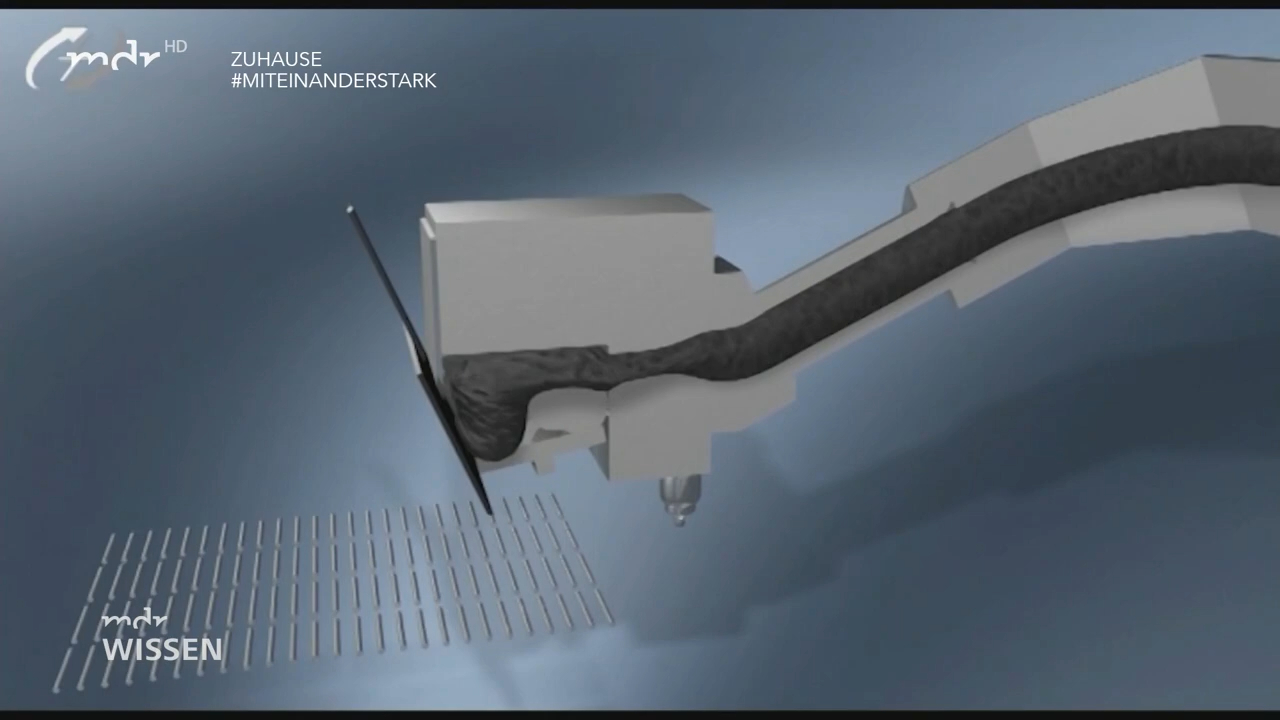 mdr HD
ZUHAUSE
#MITEINANDERSTARK
mdr
WISSEN